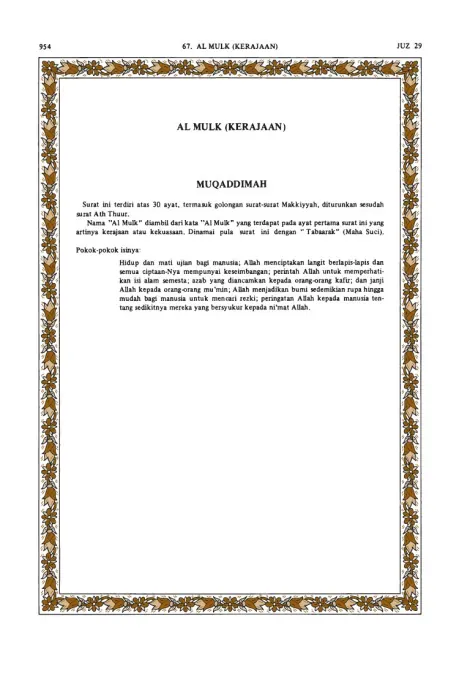 954 67. AL MULK (KERAJAAN) JUZ 29
AL MULK (KERAJAAN)
MUQADDIMAH
Surat ini terdiri atas 30 ayat, termasuk golongan surat-surat Makkiyyah, diturunkan sesudah
surat Ath Thuur.
Nama "Al Mulk" diambil dari kata "Al Mulk" yang terdapat pada ayat pertama surat ini yang
artinya kerajaan atau kekuasaan. Dinamai pula surat ini dengan " Tabaarak" (Maha Suci).
Pokok-pokok isinya:
Hidup dan mati ujian bagi manusia; Allah menciptakan langit berlapis-lapis dan
semua ciptaan-Nya mempunyai keseimbangan; perintah Allah untuk memperhati-
kan isi alam semesta; azab yang diancamkan kepada orang-orang kafir; dan janji
Allah kepada orang-orang mu'min; Allah menjadikan bumi sedemikian rupa hingga
mudah bagi manusia untuk mencari rezki; peringatan Allah kepada manusia ten-
tang sedikitnya mereka yang bersyukur kepada ni'mat Allah.